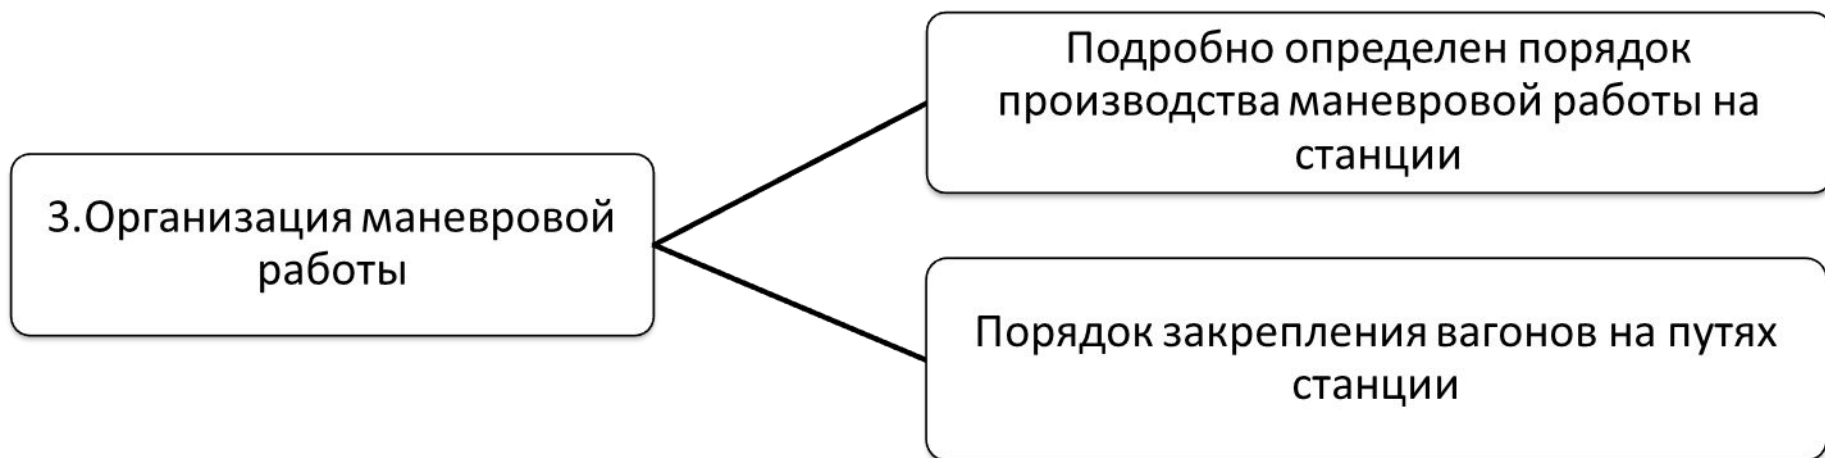 3.Организация маневровой
работы
Подробно определен порядок
производства маневровой работы на
станции
Порядок закрепления вагонов на путях
станции